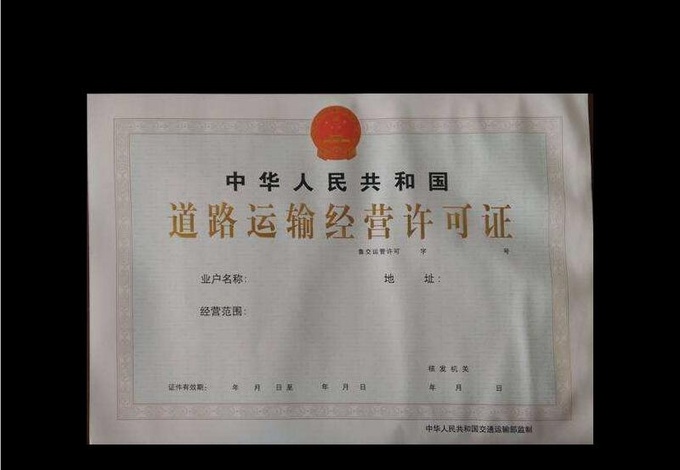 中华人民共和国
道路运输经营许可证
鲁交运管许可 字 号
业户名称： 地 址：
经营范围：
核发机关
证件有效期： 年 月 日 至 年 月 日 年 月 日
中华人民共和国交通运输部监制